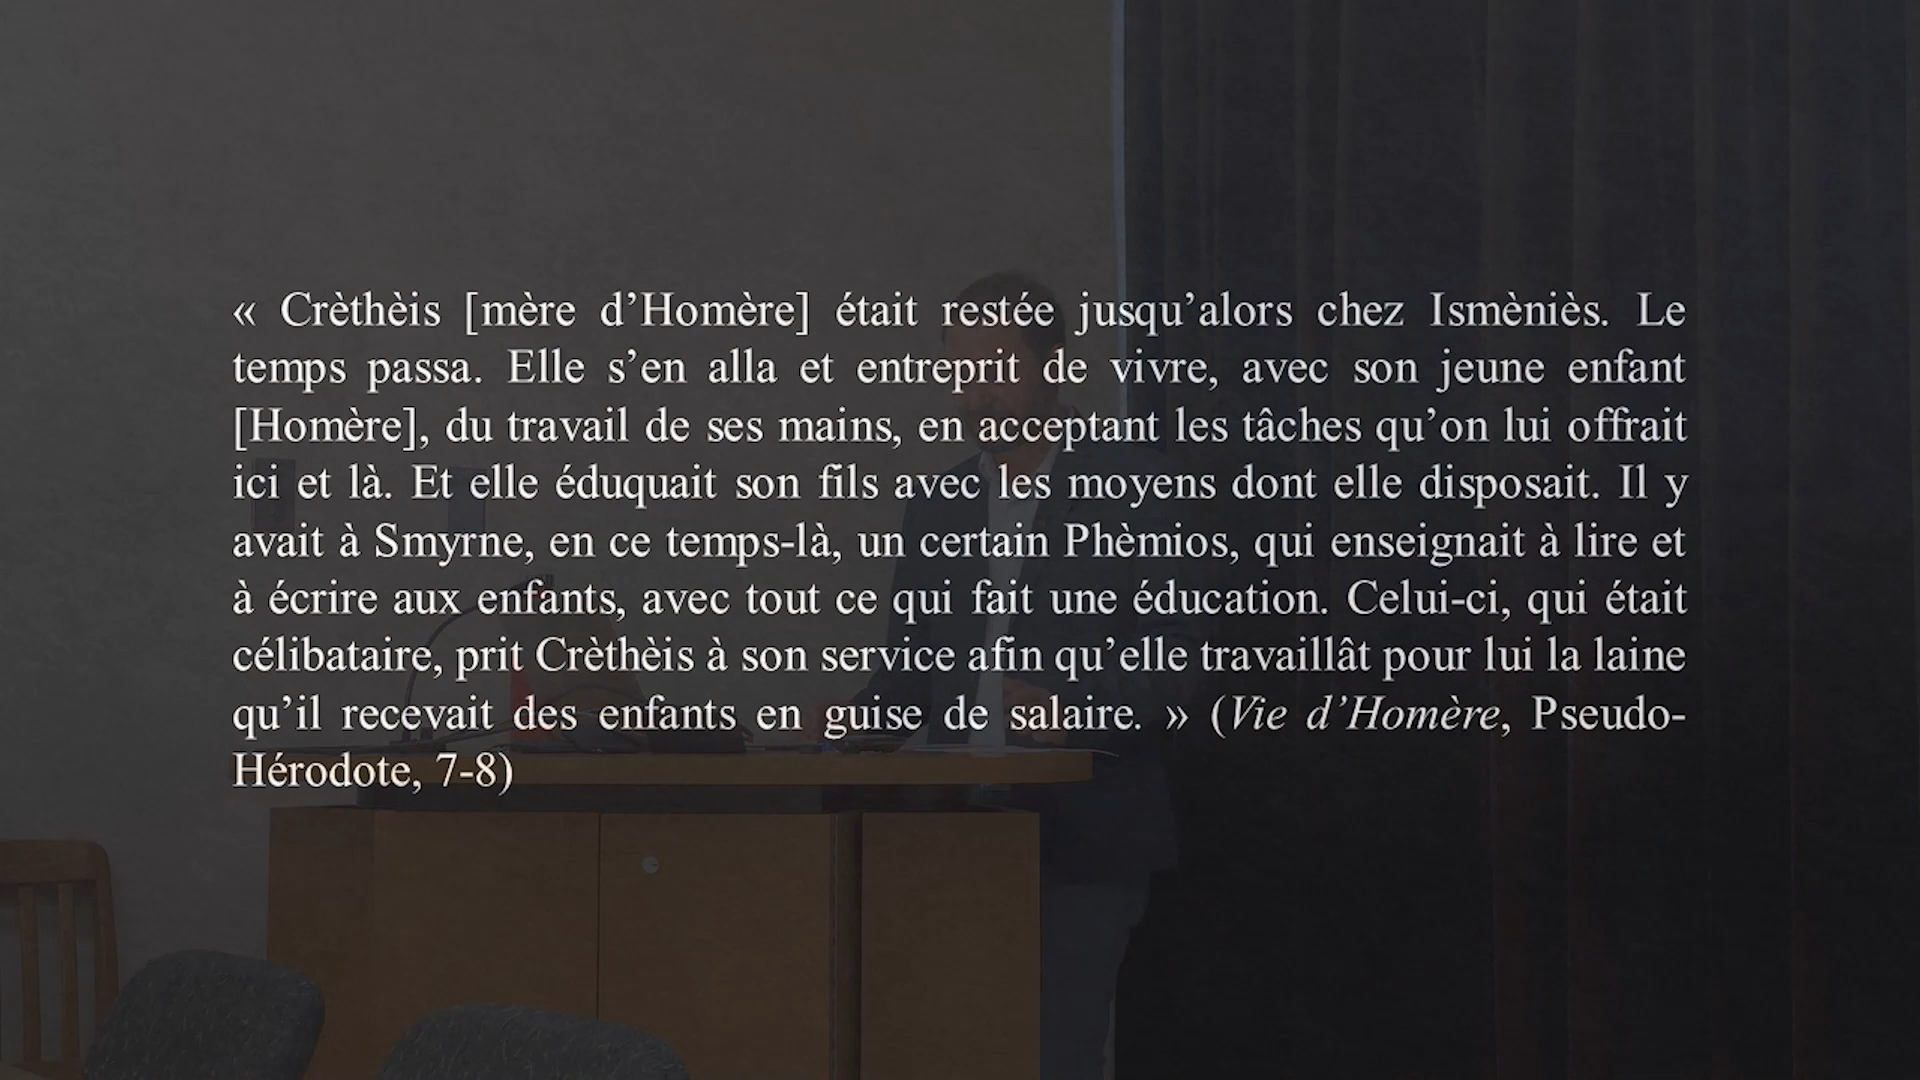 « Crèthèis [mère d’Homère] était restée jusqu’alors chez Ismèniès. Le
temps passa. Elle s’en alla et entreprit de vivre, avec son jeune enfant
[Homère], du travail de ses mains, en acceptant les tâches qu’on lui offrait
ici et là. Et elle éduquait son fils avec les moyens dont elle disposait. Il y
avait à Smyrne, en ce temps-là, un certain Phèmios, qui enseignait à lire et
à écrire aux enfants, avec tout ce qui fait une éducation. Celui-ci, qui était
célibataire, prit Crèthèis à son service afin qu’elle travaillât pour lui la laine
qu’il recevait des enfants en guise de salaire. » (Vie d’Homère, Pseudo-
Hérodote, 7-8)